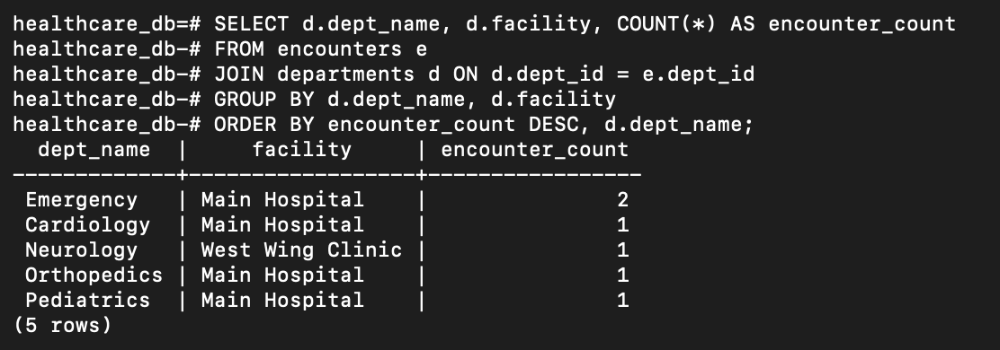 healthcare_db=# SELECT d.dept_name, d.facility, COUNT(*) AS encounter_count
healthcare_db-# FROM encounters e
healthcare_db-# JOIN departments d ON d.dept_id = e.dept_id
healthcare_db-# GROUP BY d.dept_name, d.facility
healthcare_db-# ORDER BY encounter_count DESC, d.dept_name;
  dept_name  |     facility     | encounter_count
-------------+------------------+-----------------
 Emergency   | Main Hospital    |               2
 Cardiology  | Main Hospital    |               1
 Neurology   | West Wing Clinic |               1
 Orthopedics | Main Hospital    |               1
 Pediatrics  | Main Hospital    |               1
(5 rows)